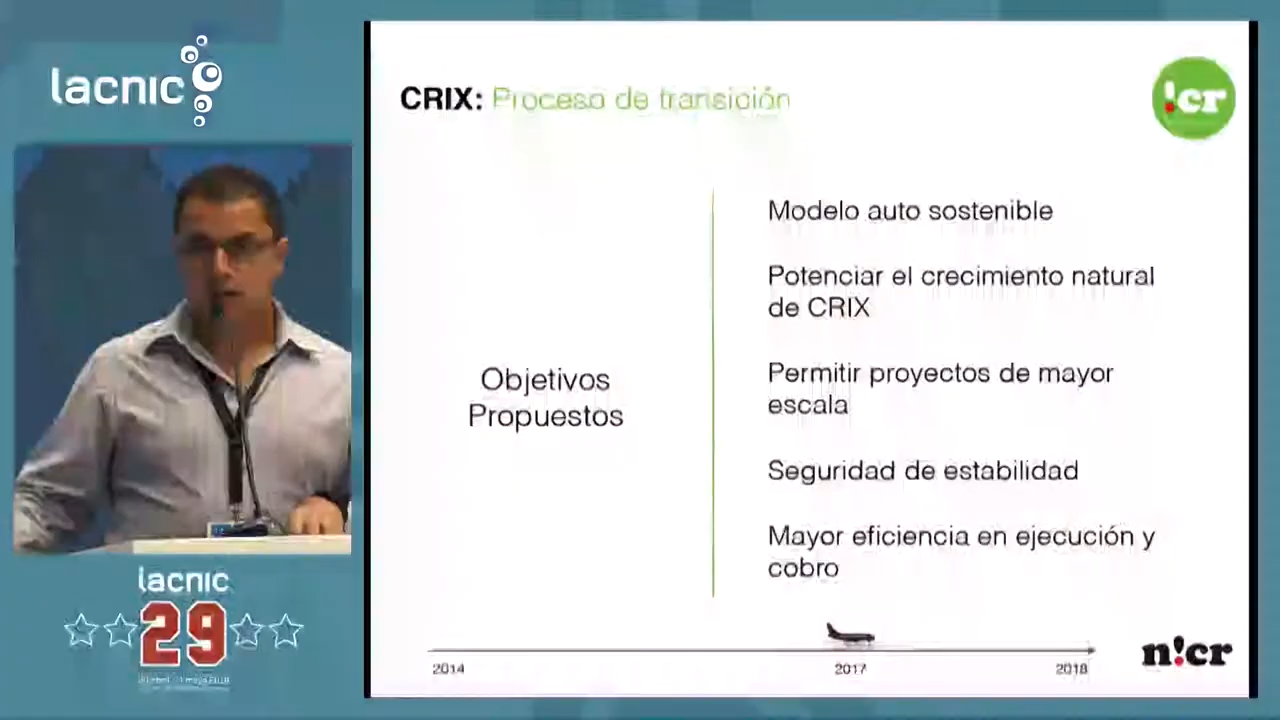 lacnic
CRIX: Proceso de transición
!cr
Modelo auto sostenible
Potenciar el crecimiento natural
de CRIX
Objetivos
Propuestos
Permitir proyectos de mayor
escala
Seguridad de estabilidad
Mayor eficiencia en ejecución y
cobro
2014
2017
2018
n!cr
lacnic
29